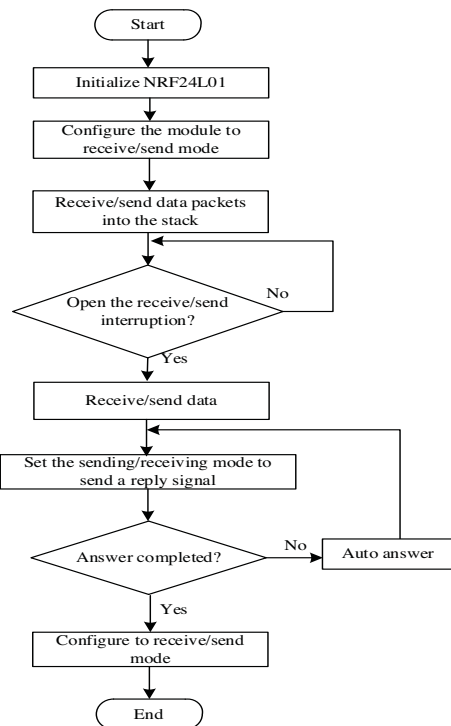 Start
Initialize NRF24L01
Configure the module to
receive/send mode
Receive/send data packets
into the stack
Open the receive/send
interruption?
No
Yes
Receive/send data
Set the sending/receiving mode to
send a reply signal
Answer completed?
No
Auto answer
Yes
Configure to receive/send
mode
End